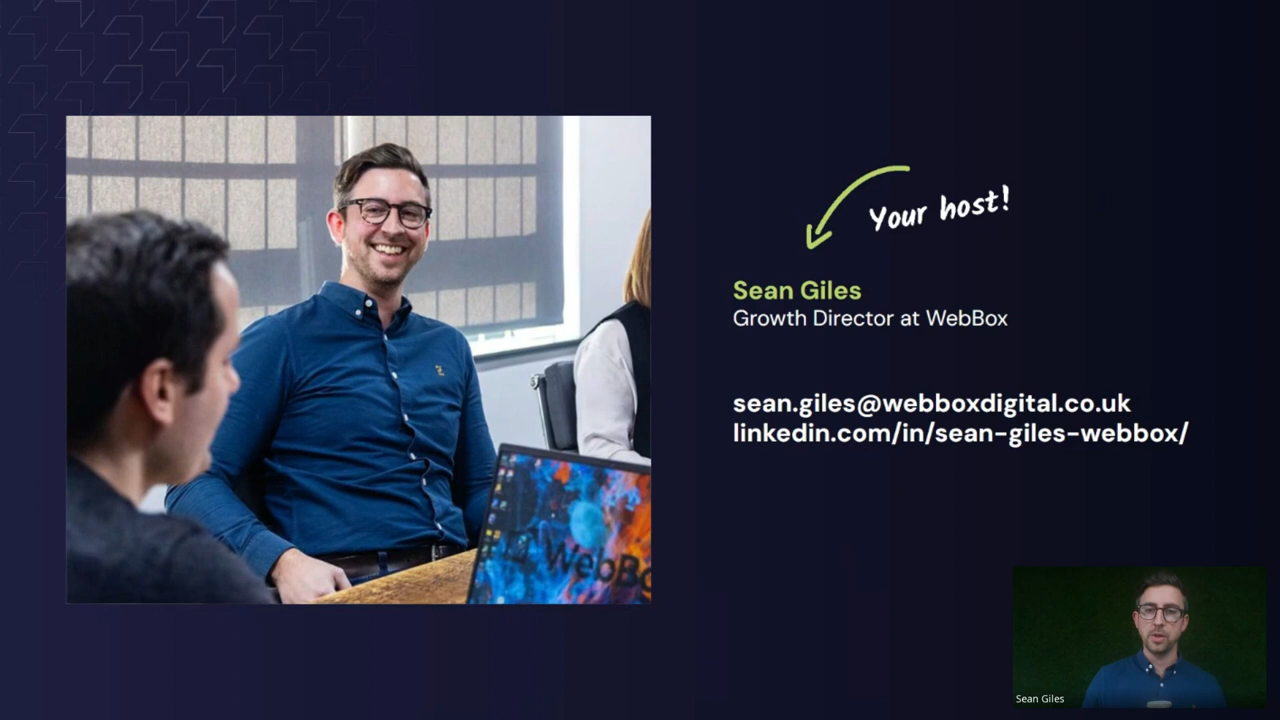 Your host!
Sean Giles
Growth Director at WebBox
sean.giles@webboxdigital.co.uk
linkedin.com/in/sean-giles-webbox/
WebBo
Sean Giles